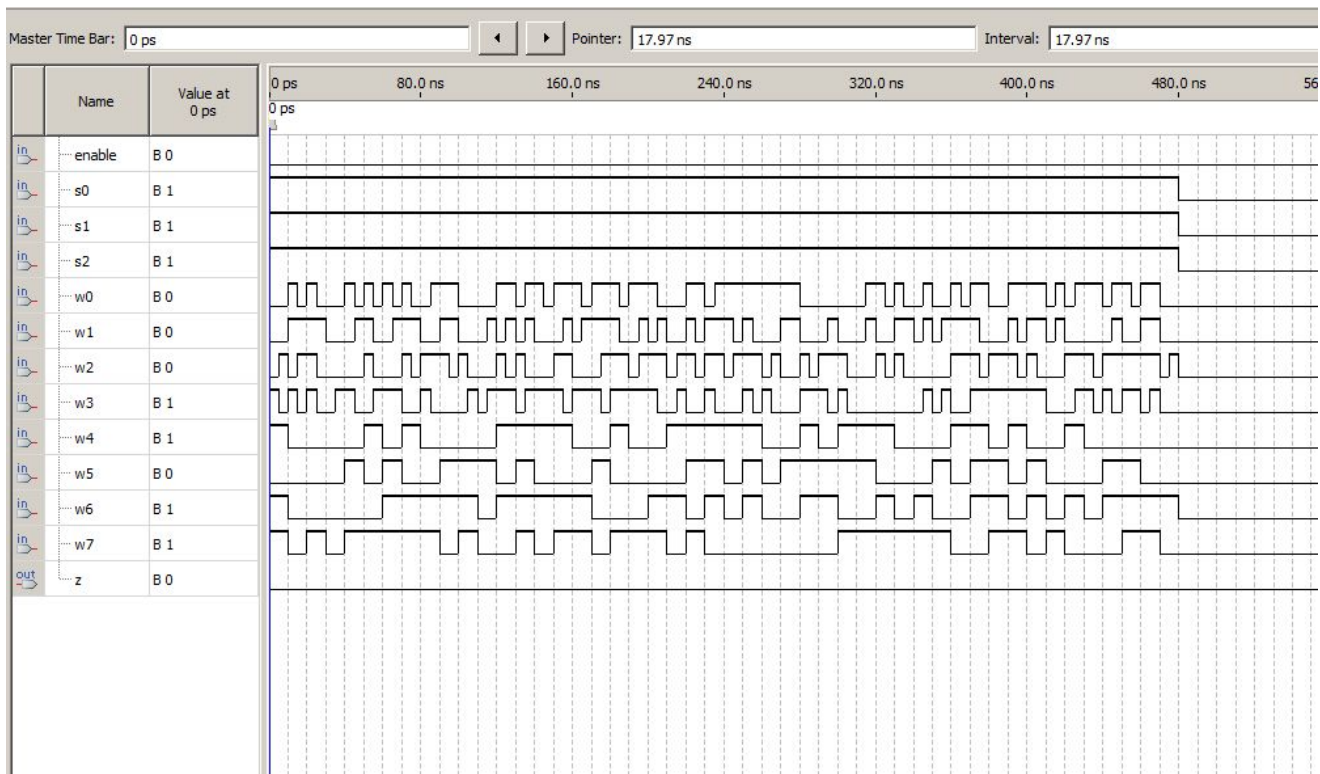 Master Time Bar: 0 ps Pointer: 17.97 ns Interval: 17.97 ns
Name Value at 0 ps
0 ps 80.0 ns 160.0 ns 240.0 ns 320.0 ns 400.0 ns 480.0 ns 56
0 ps
in enable B 0
in s0 B 1
in s1 B 1
in s2 B 1
in w0 B 0
in w1 B 0
in w2 B 0
in w3 B 1
in w4 B 1
in w5 B 0
in w6 B 1
in w7 B 1
out z B 0